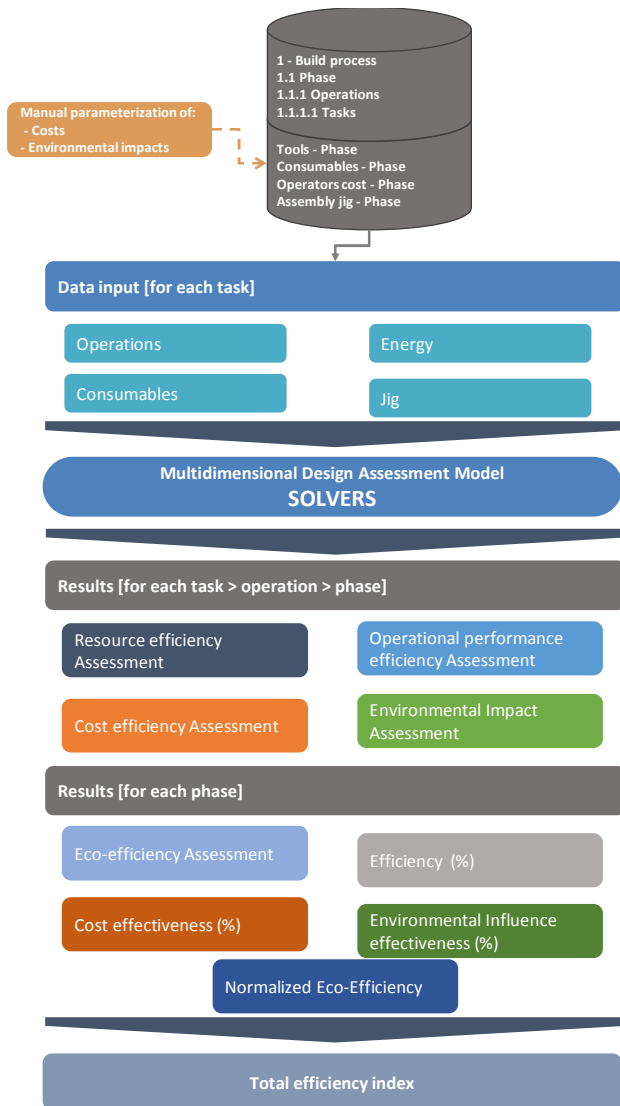 1 - Build process
1.1 Phase
1.1.1 Operations
1.1.1.1 Tasks
Manual parameterization of:
- Costs
- Environmental impacts
Tools - Phase
Consumables - Phase
Operators cost - Phase
Assembly jig - Phase
Data input [for each task]
Operations
Energy
Consumables
Jig
Multidimensional Design Assessment Model
SOLVERS
Results [for each task > operation > phase]
Resource efficiency
Assessment
Operational performance
efficiency Assessment
Cost efficiency Assessment
Environmental Impact
Assessment
Results [for each phase]
Eco-efficiency Assessment
Efficiency (%)
Cost effectiveness (%)
Environmental Influence
effectiveness (%)
Normalized Eco-Efficiency
Total efficiency index